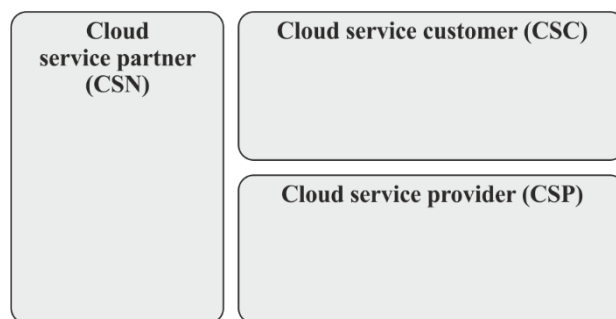 Cloud
service partner
(CSN)
Cloud service customer (CSC)
Cloud service provider (CSP)